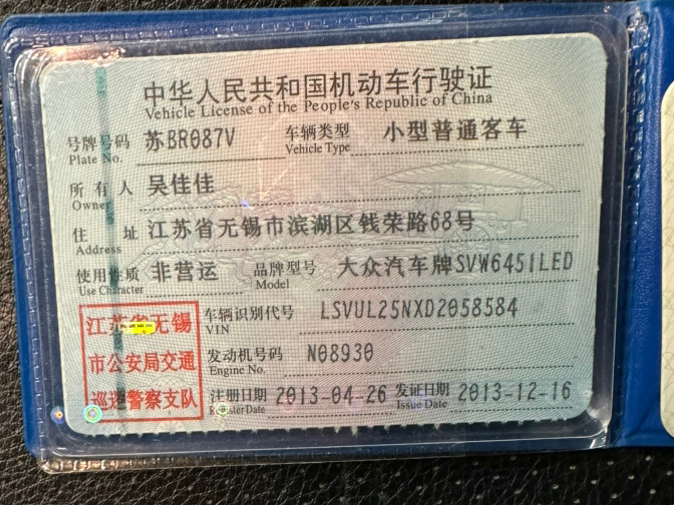 中华人民共和国机动车行驶证
Vehicle License of the People's Republic of China
号牌号码 苏BR087V 车辆类型 小型普通客车
Plate No. Vehicle Type
所有人 吴佳佳
Owner
住址 江苏省无锡市滨湖区钱荣路68号
Address
使用性质 非营运 品牌型号 大众汽车牌SVW6451LED
Use Character Model
江苏省无锡
市公安局交通
巡逻警察支队
车辆识别代号 LSVUL25NXD2058584
VIN
发动机号码 N08930
Engine No.
注册日期 2013-04-26 发证日期 2013-12-16
Register Date Issue Date